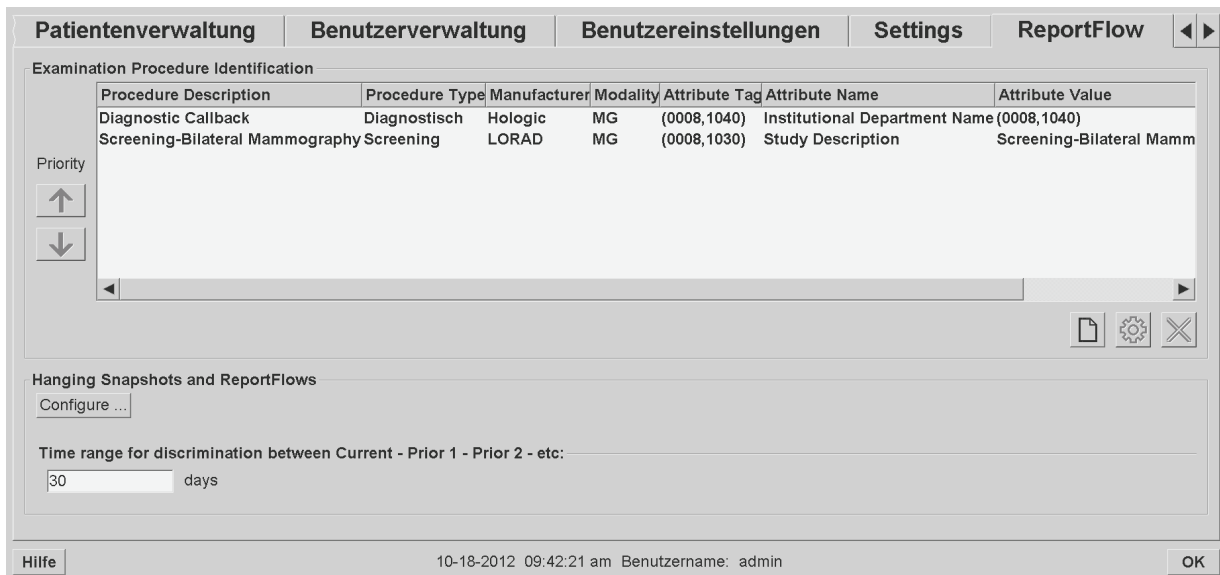 Patientenverwaltung Benutzerverwaltung Benutzereinstellungen Settings ReportFlow
Examination Procedure Identification
Procedure Description Procedure Type Manufacturer Modality Attribute Tag Attribute Name Attribute Value
Diagnostic Callback Diagnostisch Hologic MG (0008,1040) Institutional Department Name (0008,1040)
Screening-Bilateral Mammography Screening LORAD MG (0008,1030) Study Description Screening-Bilateral Mamm
Priority
Hanging Snapshots and ReportFlows
Configure ...
Time range for discrimination between Current - Prior 1 - Prior 2 - etc:
30 days
Hilfe 10-18-2012 09:42:21 am Benutzername: admin OK